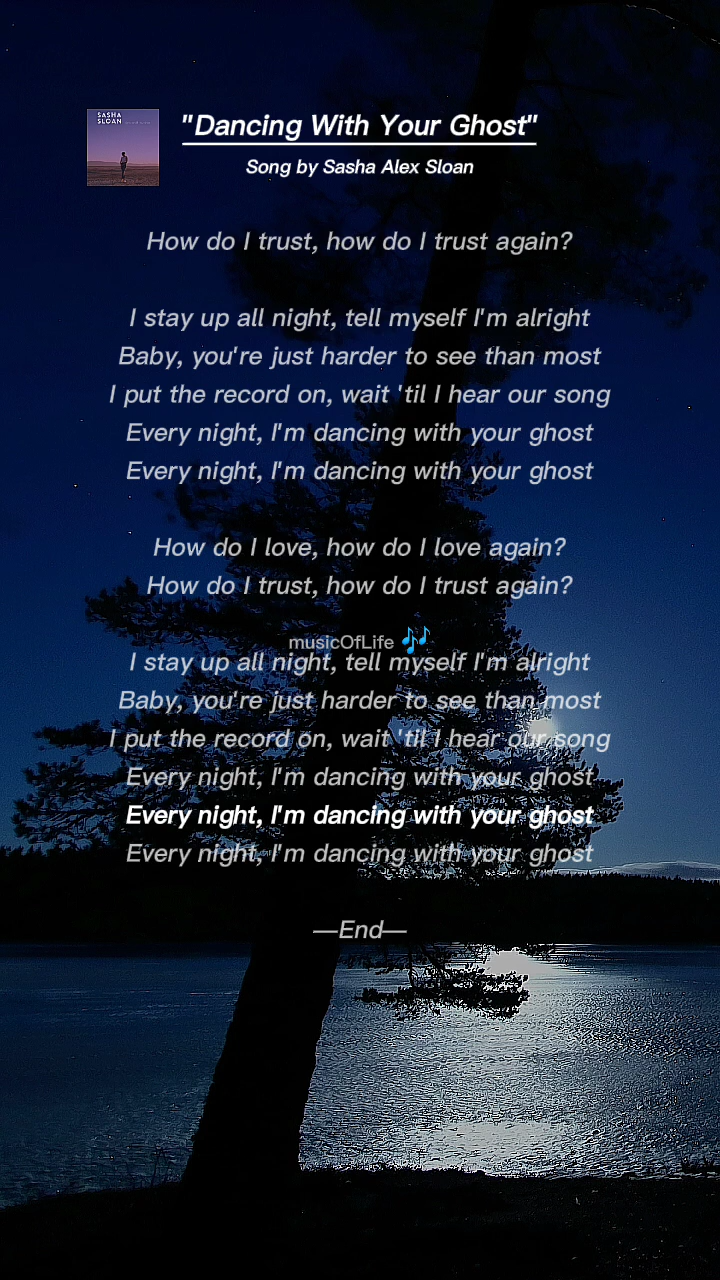 SASHA
SLOAN
"Dancing With Your Ghost"
Song by Sasha Alex Sloan
How do I trust, how do I trust again?
I stay up all night, tell myself I'm alright
Baby, you're just harder to see than most
I put the record on, wait 'til I hear our song
Every night, I'm dancing with your ghost
Every night, I'm dancing with your ghost
How do I love, how do I love again?
How do I trust, how do I trust again?
musicOfLife 🎶
I stay up all night, tell myself I'm alright
Baby, you're just harder to see than most
I put the record on, wait 'til I hear our song
Every night, I'm dancing with your ghost
Every night, I'm dancing with your ghost
Every night, I'm dancing with your ghost
—End—